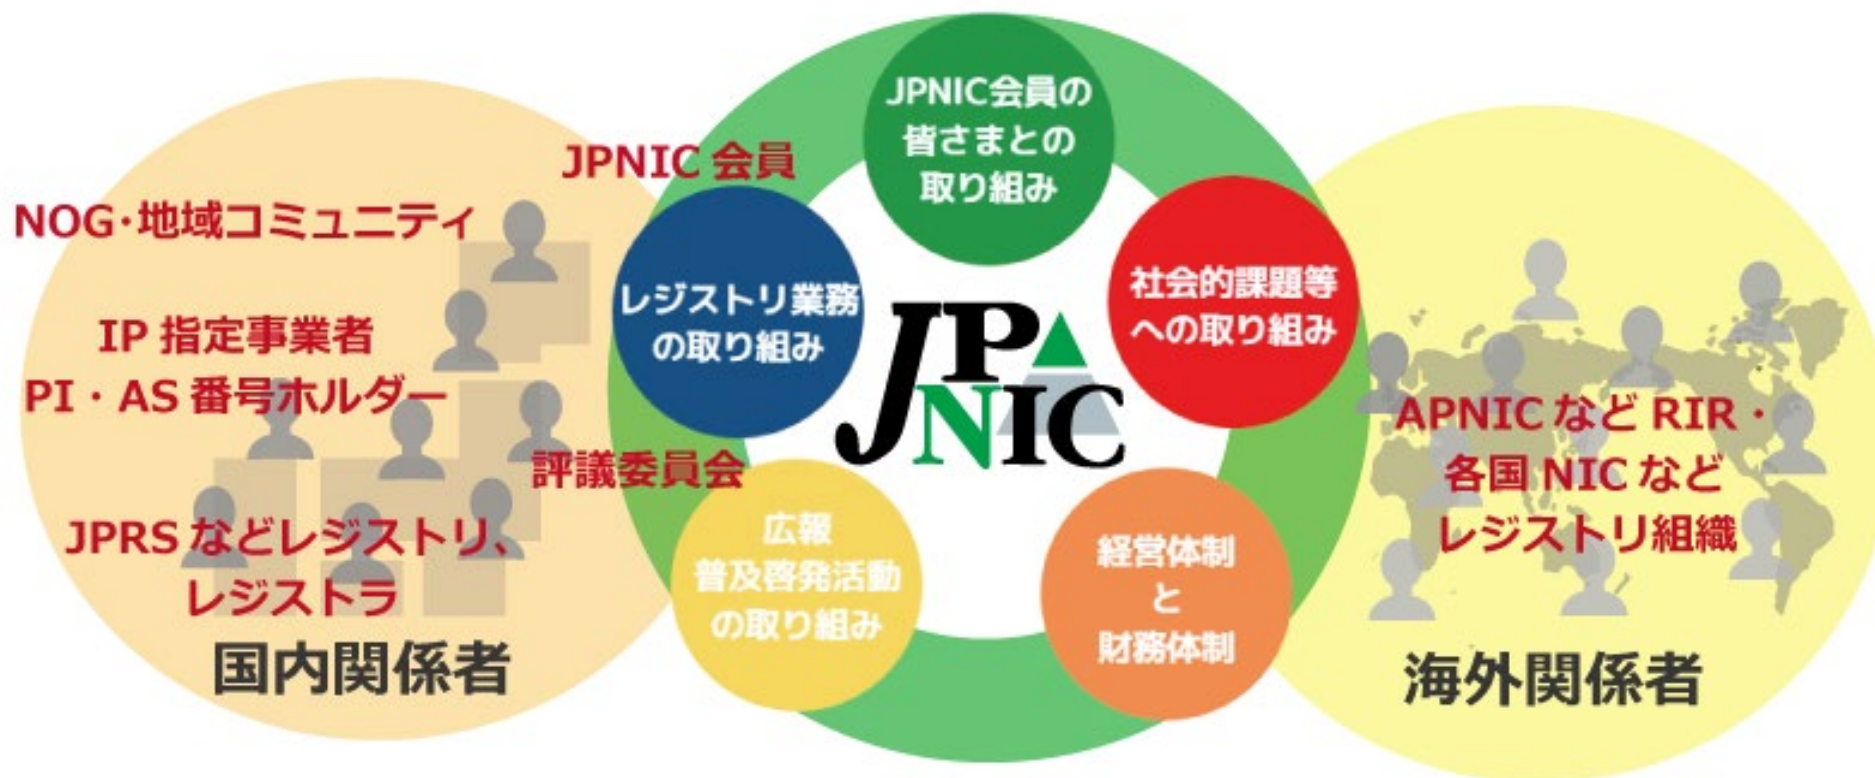 JPNIC会員の
皆さまとの
取り組み
JPNIC 会員
NOG・地域コミュニティ
レジストリ業務
の取り組み
社会的課題等
への取り組み
IP 指定事業者
PI・AS 番号ホルダー
JPNIC
APNIC など RIR・
各国 NIC など
レジストリ組織
評議委員会
JPRS などレジストリ、
レジストラ
広報
普及啓発活動
の取り組み
経営体制
と
財務体制
国内関係者
海外関係者